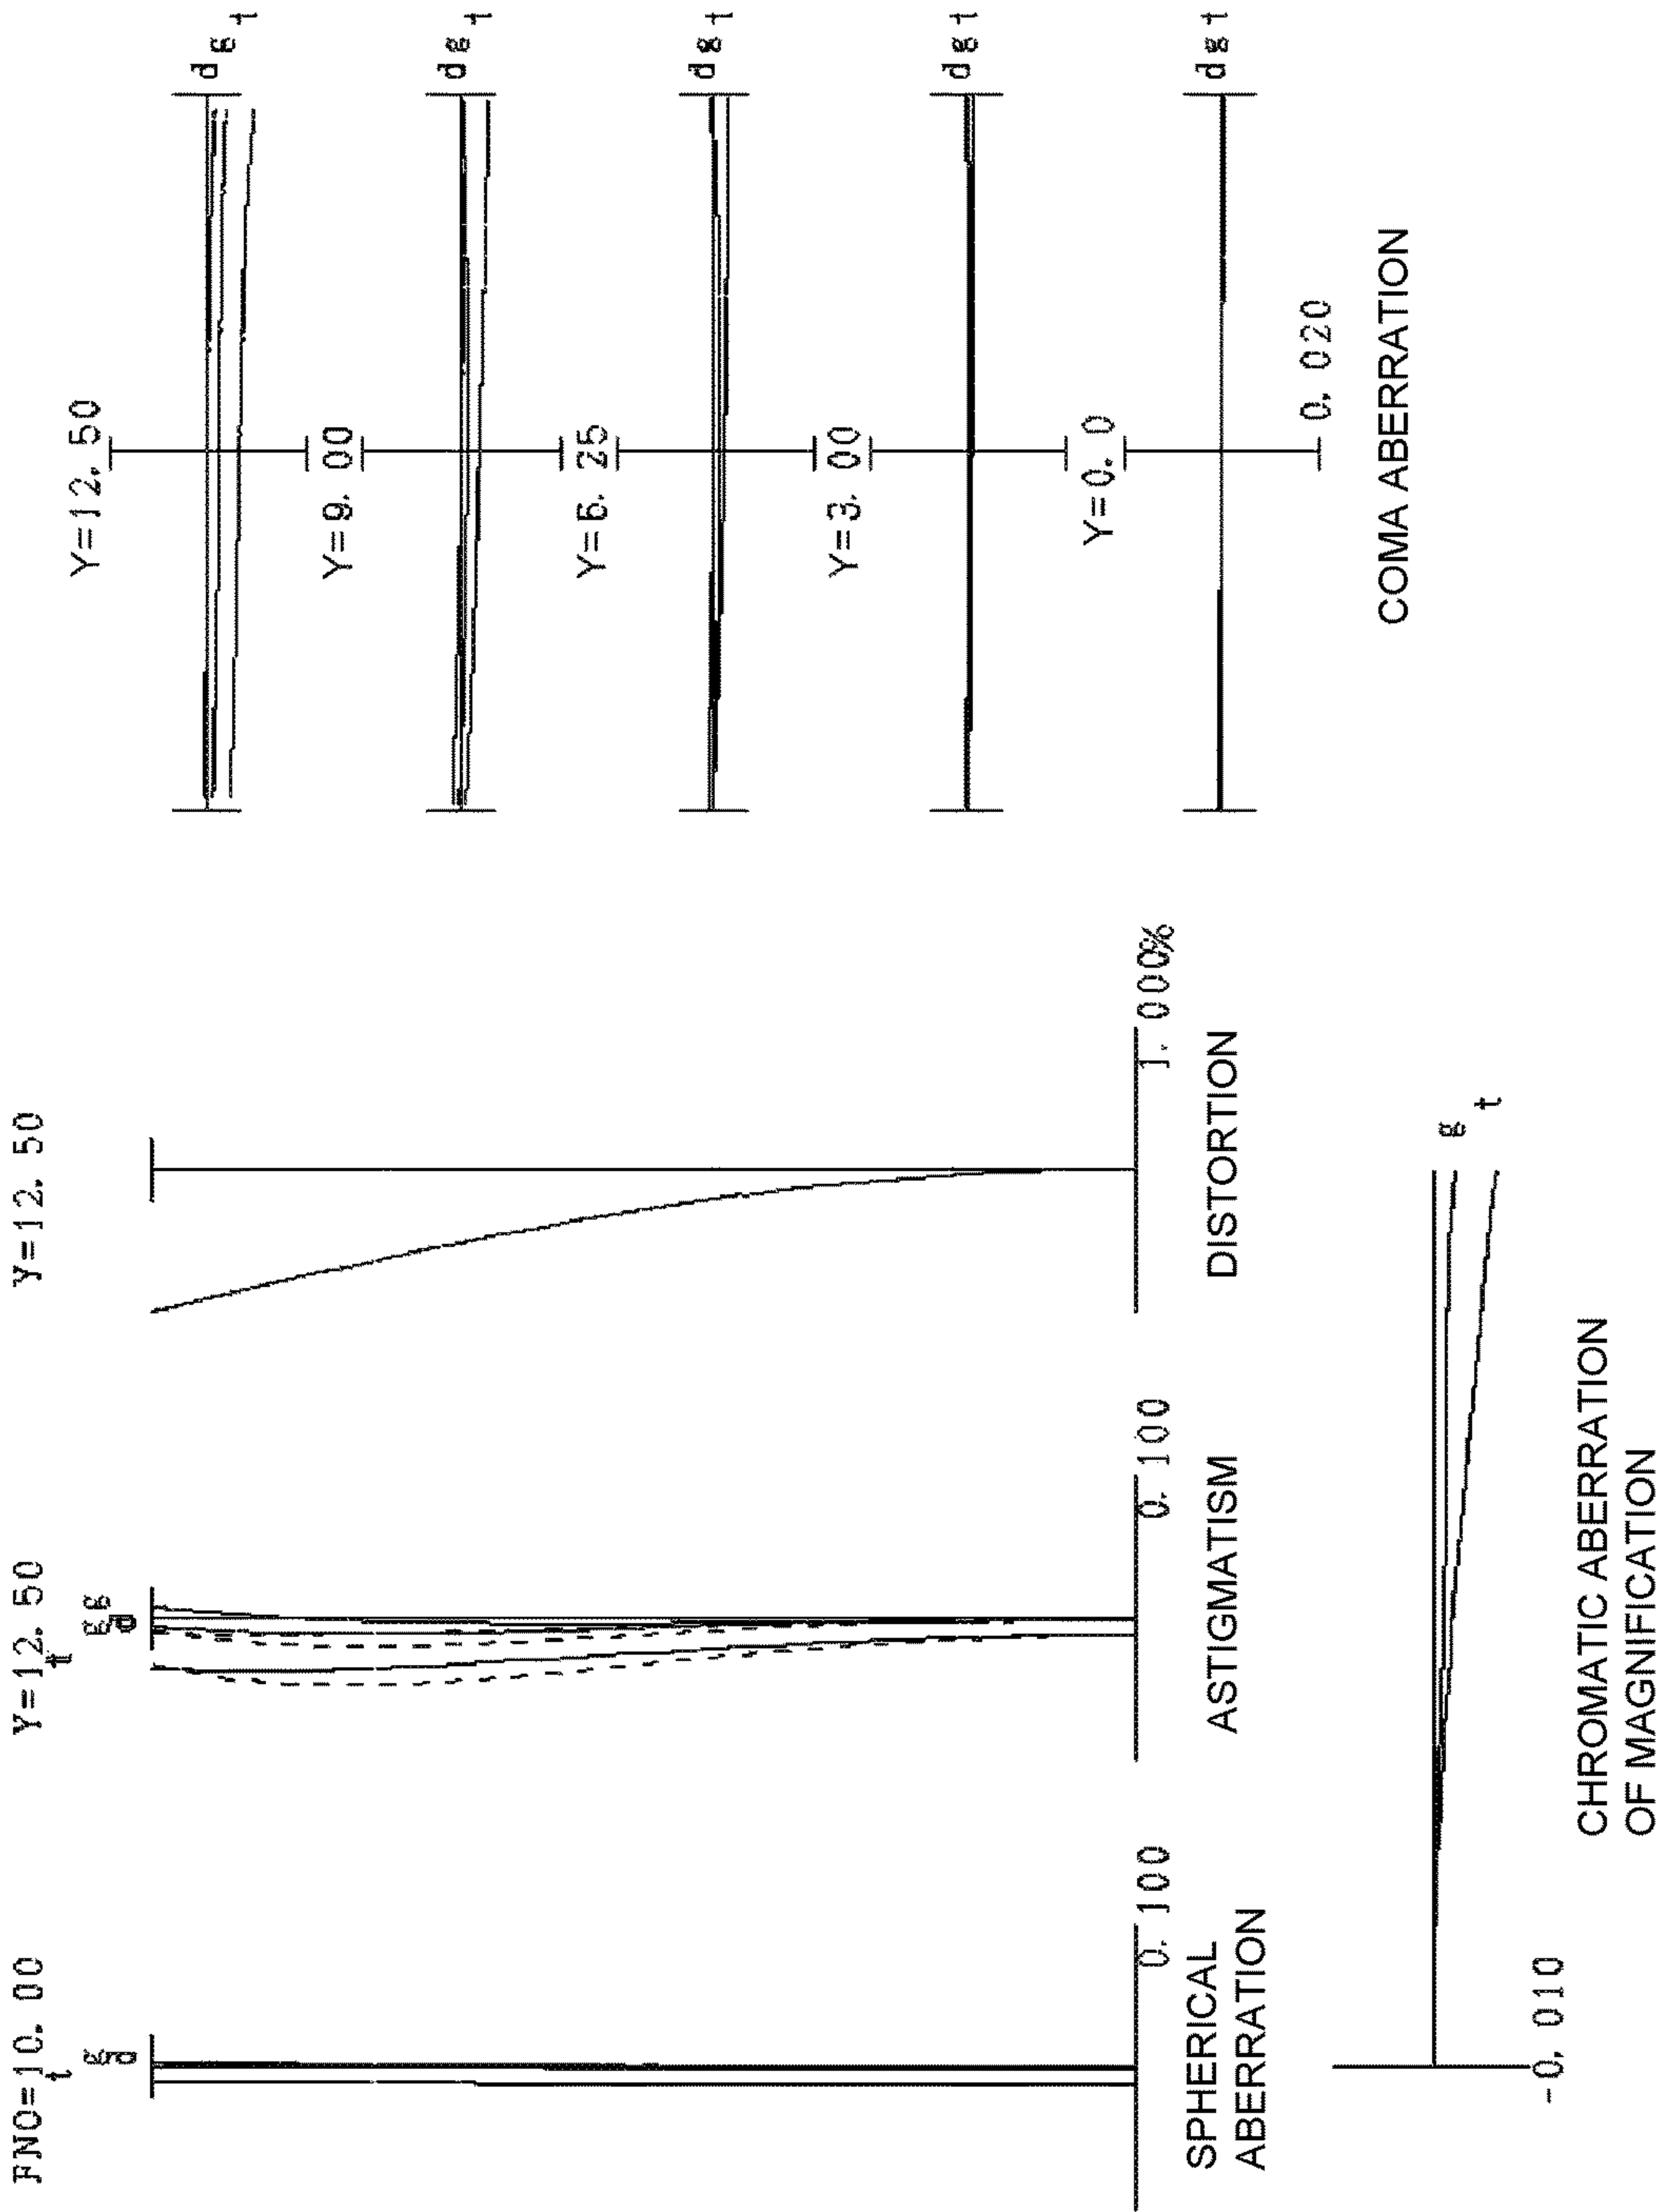 FNO=10. 00
t
g
d
0. 100
SPHERICAL
ABERRATION
Y=12. 50
t
g g
d
0. 100
ASTIGMATISM
Y=12. 50
1. 000%
DISTORTION
Y=12. 50
d g t
Y=9. 00
d g t
Y=6. 25
d g t
Y=3. 00
d g t
Y=0. 0
d g t
0. 020
COMA ABERRATION
g
t
-0. 010
CHROMATIC ABERRATION
OF MAGNIFICATION